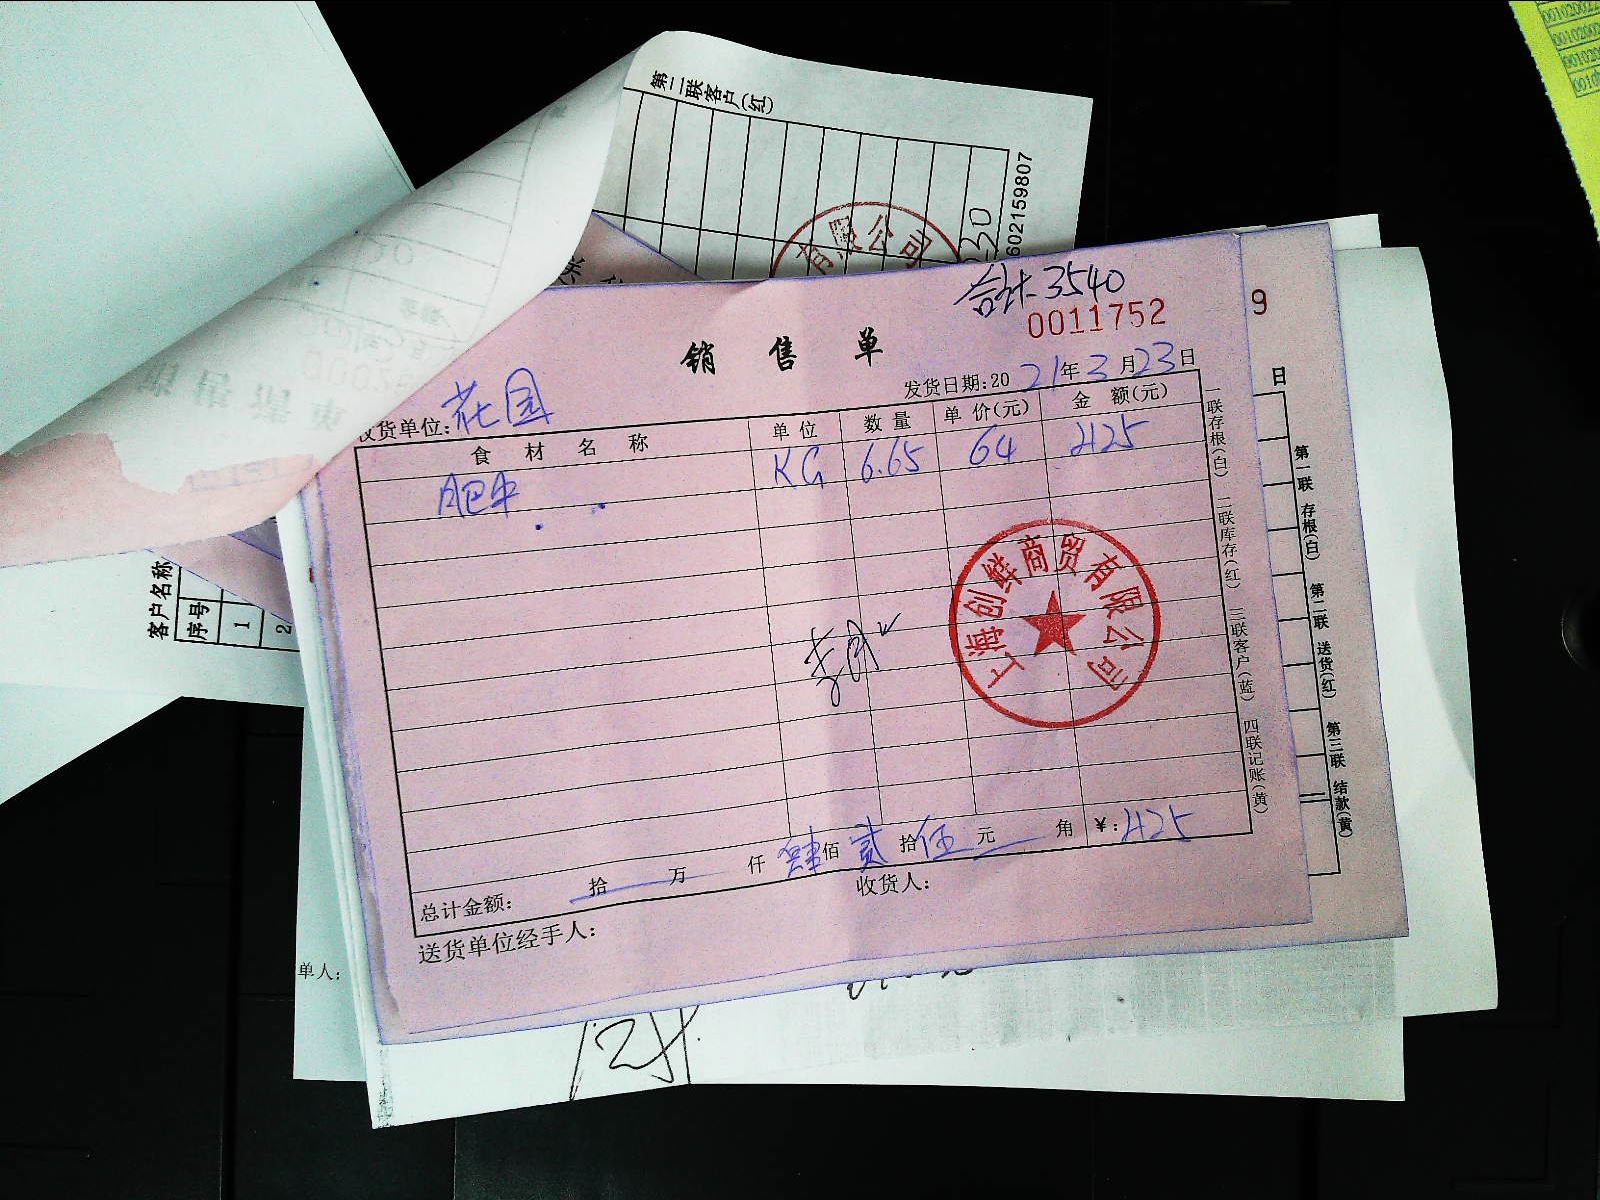 合计 3540
0011752
销售单
发货日期:2021年3月23日
收货单位:花园
食材名称 单位 数量 单价(元) 金额(元)
肥牛 KG 6.65 64 425
上海创鲜商贸有限公司
总计金额: 拾 万 仟 肆佰 贰拾 伍元 角 ¥:425
送货单位经手人: 收货人:
一联存根(白) 二联库存(红) 三联客户(蓝) 四联记账(黄)
9
日
第一联 存根(白) 第二联 送货(红) 第三联 结款(黄)
第二联客户(红)
602159807
有限公司
230
客户名称
序号
1
2
单人: